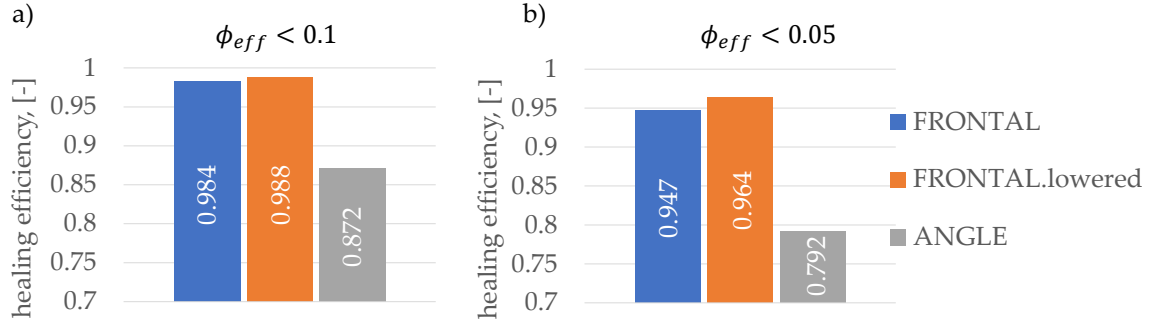 a)
𝜙𝑒𝑓𝑓 < 0.1
healing efficiency, [-]
1
0.95
0.9
0.85
0.8
0.75
0.7
0.984
0.988
0.872
b)
𝜙𝑒𝑓𝑓 < 0.05
healing efficiency, [-]
1
0.95
0.9
0.85
0.8
0.75
0.7
0.947
0.964
0.792
FRONTAL
FRONTAL.lowered
ANGLE